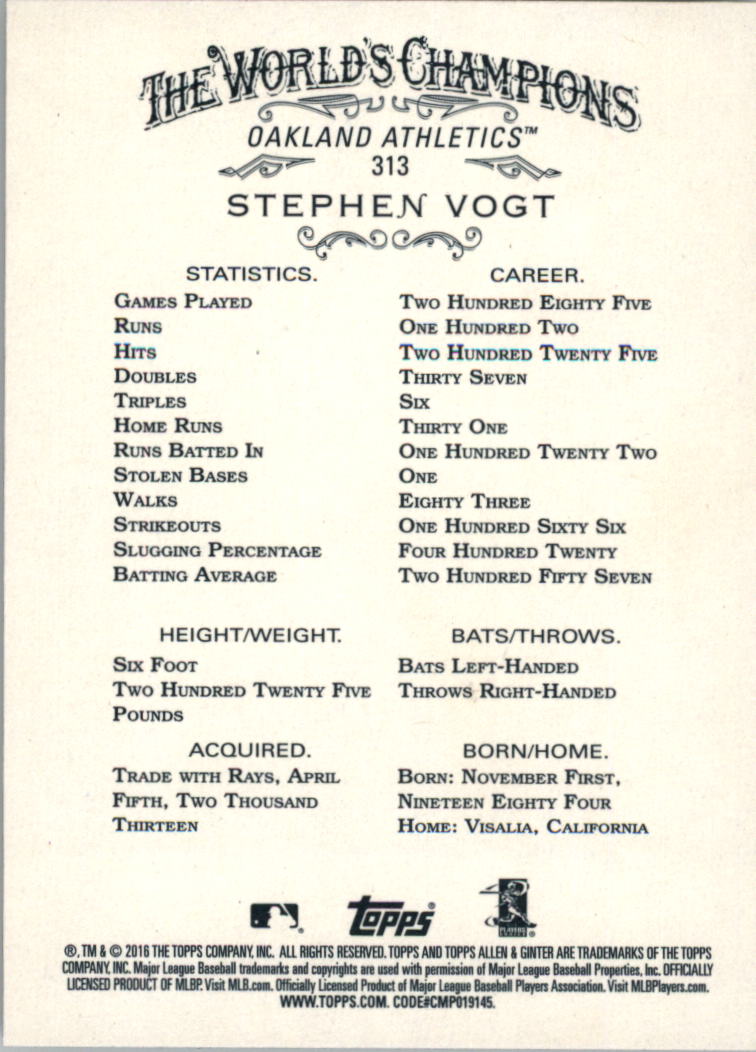 THE WORLD'S CHAMPIONS
OAKLAND ATHLETICS™
313
STEPHEN VOGT
STATISTICS. CAREER.
GAMES PLAYED TWO HUNDRED EIGHTY FIVE
RUNS ONE HUNDRED TWO
HITS TWO HUNDRED TWENTY FIVE
DOUBLES THIRTY SEVEN
TRIPLES SIX
HOME RUNS THIRTY ONE
RUNS BATTED IN ONE HUNDRED TWENTY TWO
STOLEN BASES ONE
WALKS EIGHTY THREE
STRIKEOUTS ONE HUNDRED SIXTY SIX
SLUGGING PERCENTAGE FOUR HUNDRED TWENTY
BATTING AVERAGE TWO HUNDRED FIFTY SEVEN
HEIGHT/WEIGHT.
SIX FOOT
TWO HUNDRED TWENTY FIVE
POUNDS
BATS/THROWS.
BATS LEFT-HANDED
THROWS RIGHT-HANDED
ACQUIRED.
TRADE WITH RAYS, APRIL
FIFTH, TWO THOUSAND
THIRTEEN
BORN/HOME.
BORN: NOVEMBER FIRST,
NINETEEN EIGHTY FOUR
HOME: VISALIA, CALIFORNIA
topps®
PLAYERS
®, TM & © 2016 THE TOPPS COMPANY, INC. ALL RIGHTS RESERVED. TOPPS AND TOPPS ALLEN & GINTER ARE TRADEMARKS OF THE TOPPS
COMPANY, INC. Major League Baseball trademarks and copyrights are used with permission of Major League Baseball Properties, Inc. OFFICIALLY
LICENSED PRODUCT OF MLBP. Visit MLB.com. Officially Licensed Product of Major League Baseball Players Association. Visit MLBPlayers.com.
WWW.TOPPS.COM. CODE#CMP019145.